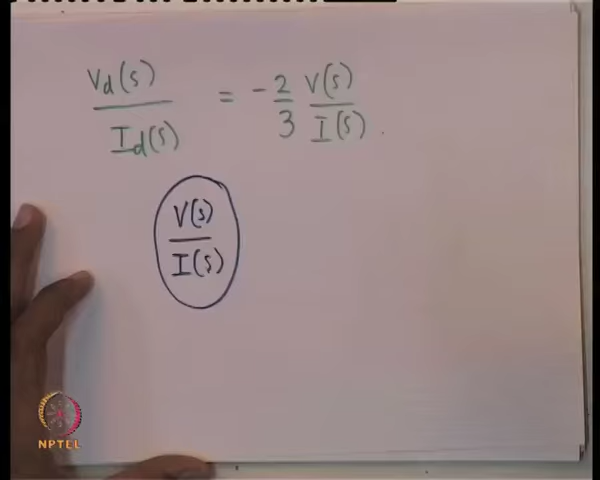 Vd(s) / Id(s) = -2/3 V(s)/I(s).
V(s) / I(s)
NPTEL